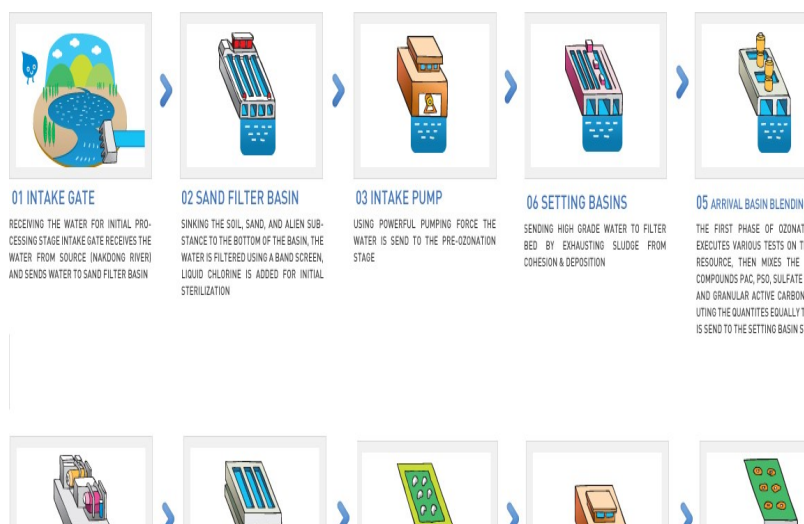 01 INTAKE GATE
RECEIVING THE WATER FOR INITIAL PRO-
CESSING STAGE INTAKE GATE RECEIVES THE
WATER FROM SOURCE (NAKDONG RIVER)
AND SENDS WATER TO SAND FILTER BASIN
02 SAND FILTER BASIN
SINKING THE SOIL, SAND, AND ALIEN SUB-
STANCE TO THE BOTTOM OF THE BASIN, THE
WATER IS FILTERED USING A BAND SCREEN,
LIQUID CHLORINE IS ADDED FOR INITIAL
STERILIZATION
03 INTAKE PUMP
USING POWERFUL PUMPING FORCE THE
WATER IS SEND TO THE PRE-OZONATION
STAGE
06 SETTING BASINS
SENDING HIGH GRADE WATER TO FILTER
BED BY EXHAUSTING SLUDGE FROM
COHESION & DEPOSITION
05 ARRIVAL BASIN BLENDIN
THE FIRST PHASE OF OZONAT
EXECUTES VARIOUS TESTS ON T
RESOURCE, THEN MIXES THE
COMPOUNDS PAC, PSO, SULFATE
AND GRANULAR ACTIVE CARBON
UTING THE QUANTITES EQUALLY T
IS SEND TO THE SETTING BASIN S